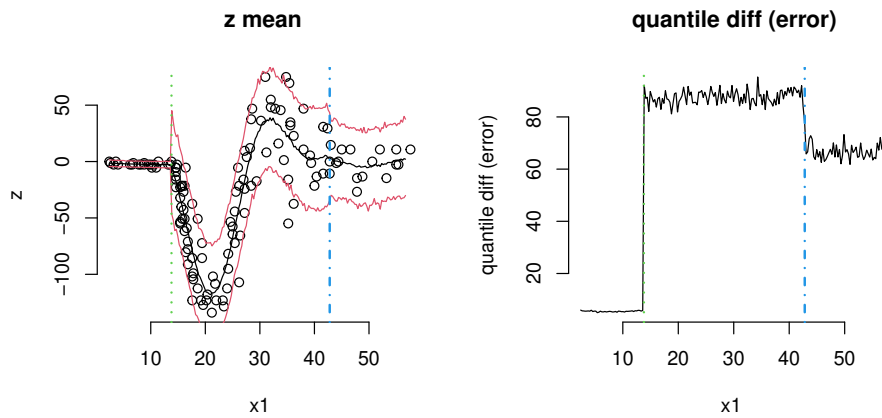 z mean
z
50
0
−50
−100
10 20 30 40 50
x1
quantile diff (error)
quantile diff (error)
80
60
40
20
10 20 30 40 50
x1